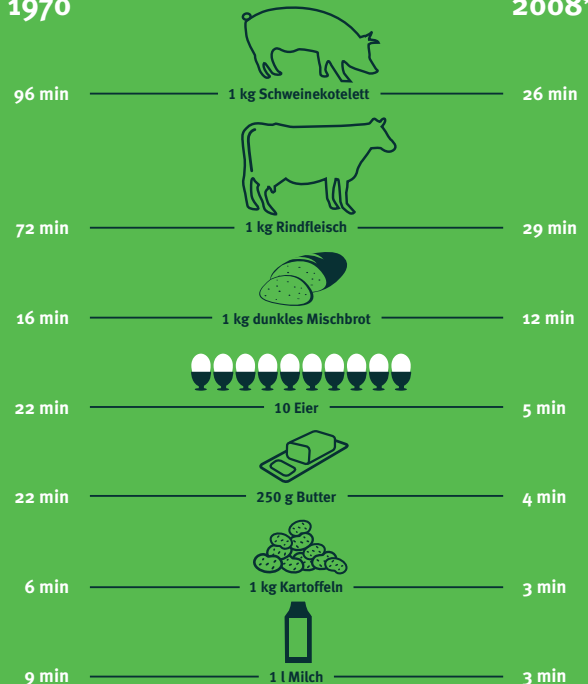 1970 2008*
96 min 1 kg Schweinekotelett 26 min
72 min 1 kg Rindfleisch 29 min
16 min 1 kg dunkles Mischbrot 12 min
22 min 10 Eier 5 min
22 min 250 g Butter 4 min
6 min 1 kg Kartoffeln 3 min
9 min 1 l Milch 3 min